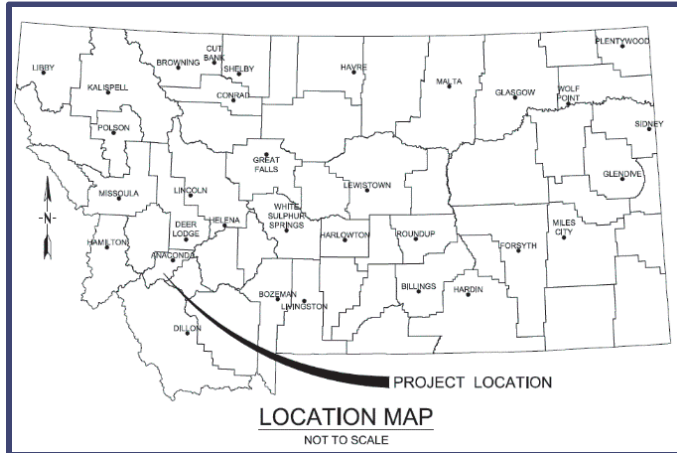 PLENTYWOOD
CUT
BANK
BROWNING
SHELBY
HAVRE
LIBBY
MALTA
KALISPELL
GLASGOW
WOLF
POINT
CONRAD
SIDNEY
POLSON
GREAT
FALLS
GLENDIVE
LEWISTOWN
LINCOLN
MISSOULA
WHITE
SULPHUR
SPRINGS
HELENA
DEER
LODGE
MILES
CITY
HARLOWTON
ROUNDUP
N
HAMILTON
FORSYTH
ANACONDA
BILLINGS
HARDIN
BOZEMAN
LIVINGSTON
DILLON
PROJECT LOCATION
LOCATION MAP
NOT TO SCALE